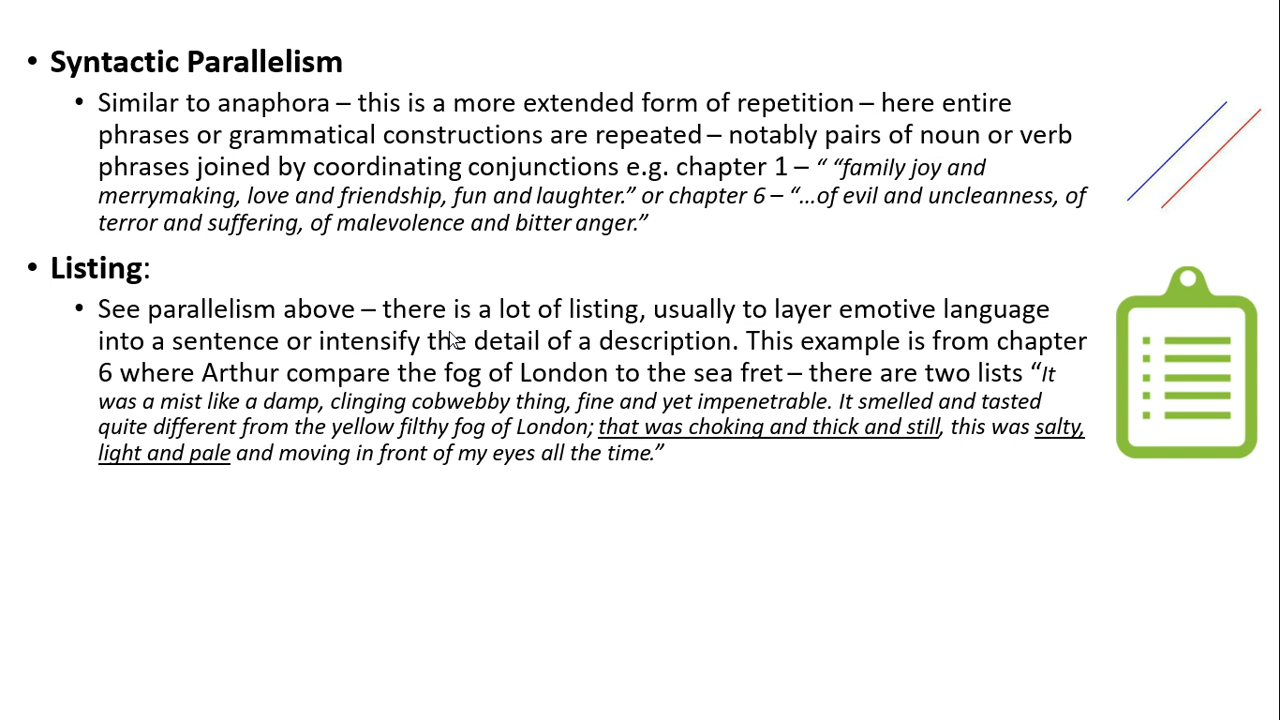 • Syntactic Parallelism
• Similar to anaphora – this is a more extended form of repetition – here entire
phrases or grammatical constructions are repeated – notably pairs of noun or verb
phrases joined by coordinating conjunctions e.g. chapter 1 – “ “family joy and
merrymaking, love and friendship, fun and laughter.” or chapter 6 – “…of evil and uncleanness, of
terror and suffering, of malevolence and bitter anger.”
• Listing:
• See parallelism above – there is a lot of listing, usually to layer emotive language
into a sentence or intensify the detail of a description. This example is from chapter
6 where Arthur compare the fog of London to the sea fret – there are two lists “It
was a mist like a damp, clinging cobwebby thing, fine and yet impenetrable. It smelled and tasted
quite different from the yellow filthy fog of London; that was choking and thick and still, this was salty,
light and pale and moving in front of my eyes all the time.”